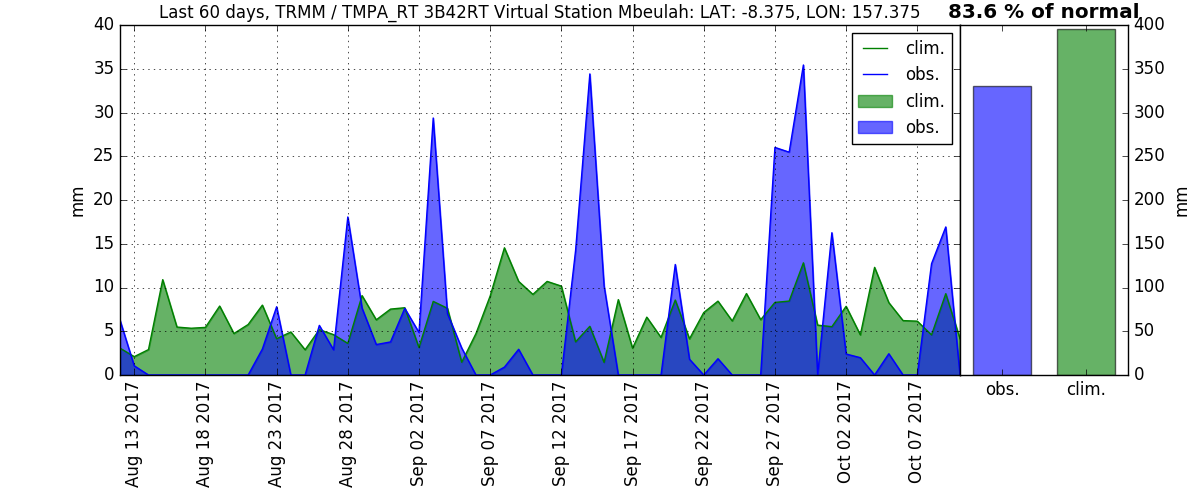 Last 60 days, TRMM / TMPA_RT 3B42RT Virtual Station Mbeulah: LAT: -8.375, LON: 157.375
83.6 % of normal
40
35
30
25
20
15
10
5
0
mm
clim.
obs.
clim.
obs.
Aug 13 2017
Aug 18 2017
Aug 23 2017
Aug 28 2017
Sep 02 2017
Sep 07 2017
Sep 12 2017
Sep 17 2017
Sep 22 2017
Sep 27 2017
Oct 02 2017
Oct 07 2017
400
350
300
250
200
150
100
50
0
mm
obs.
clim.